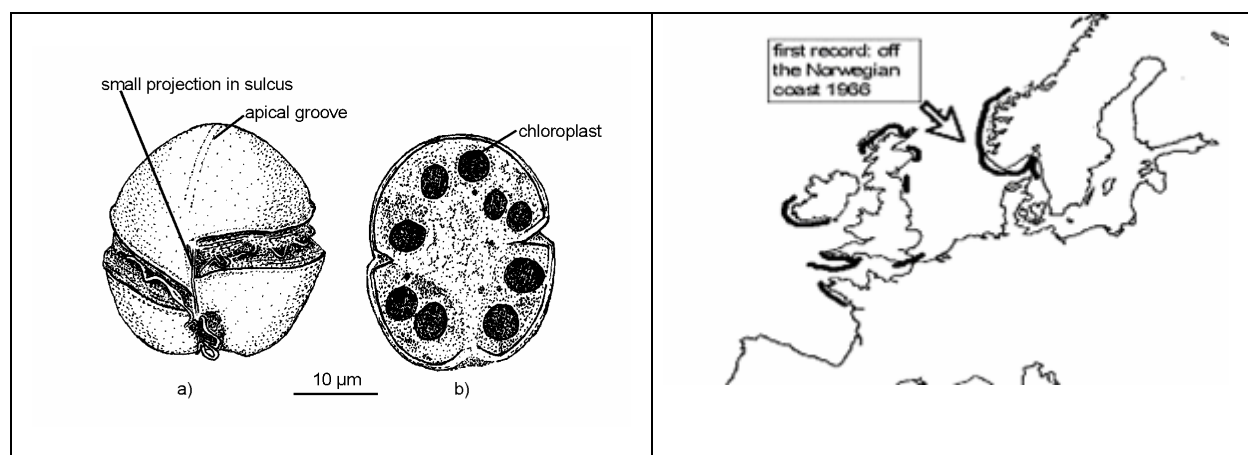 small projection in sulcus
apical groove
chloroplast
a)
10 µm
b)
first record: off
the Norwegian
coast 1966